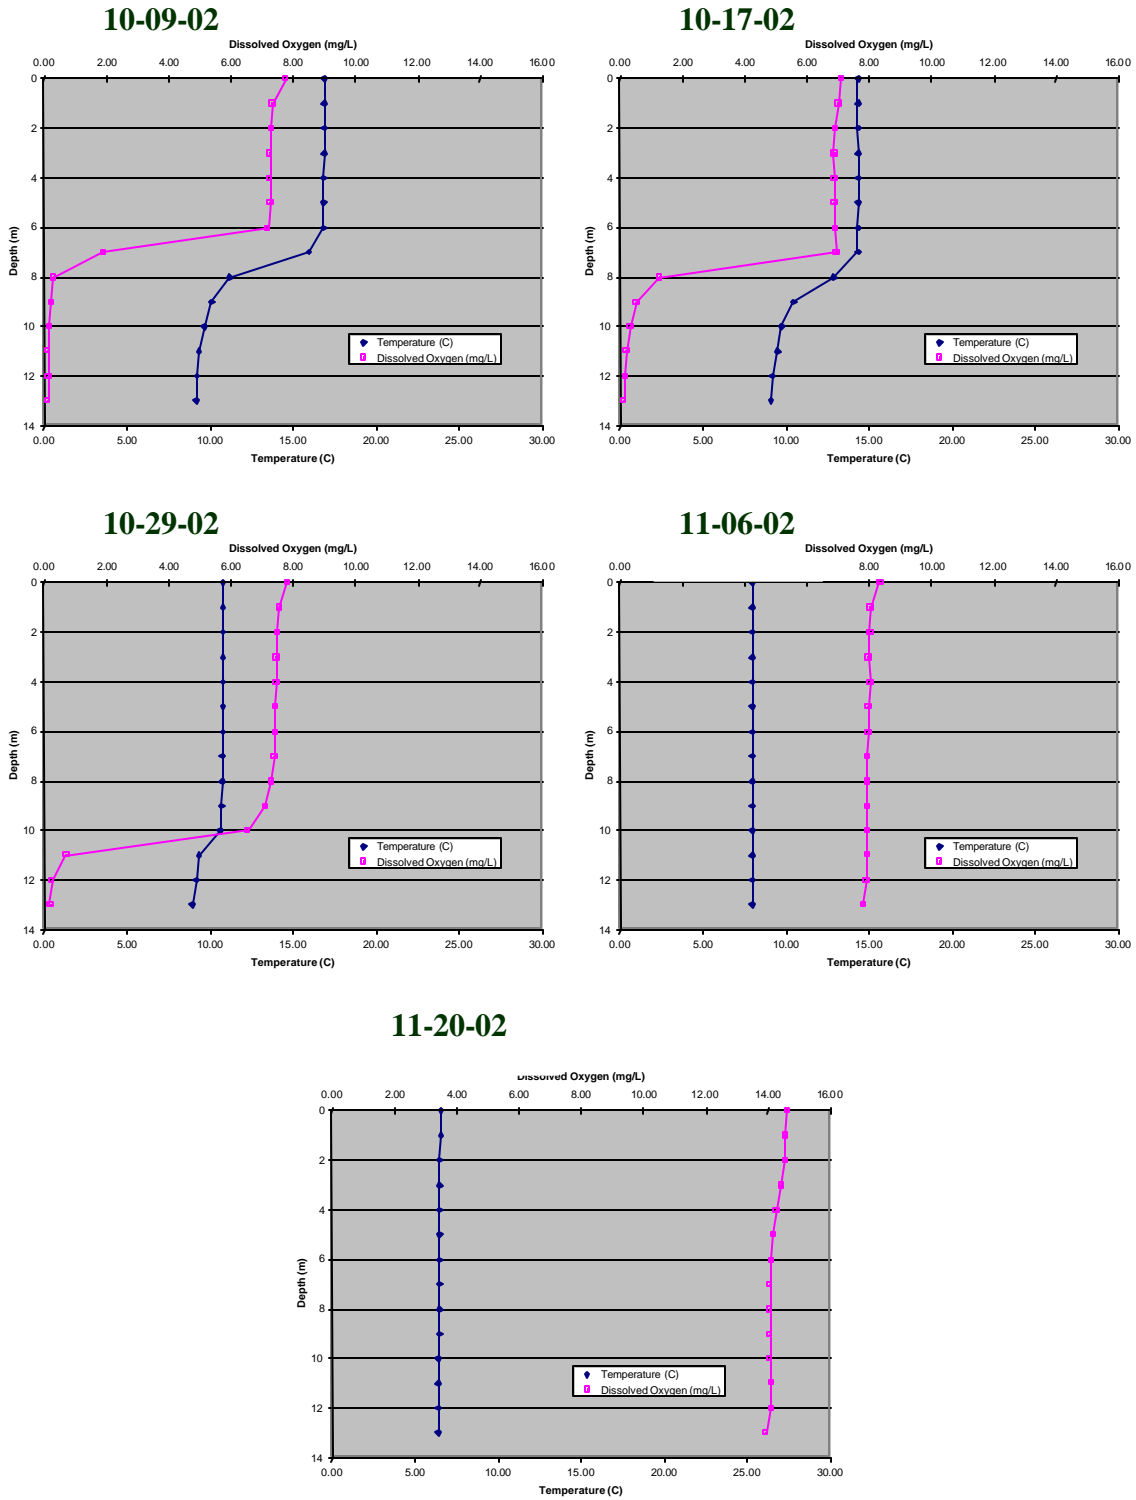 10-09-02
Dissolved Oxygen (mg/L)
0.00 2.00 4.00 6.00 8.00 10.00 12.00 14.00 16.00
0
2
4
6
8
10
12
14
Depth (m)
Temperature (C)
Dissolved Oxygen (mg/L)
0.00 5.00 10.00 15.00 20.00 25.00 30.00
Temperature (C)
10-17-02
Dissolved Oxygen (mg/L)
0.00 2.00 4.00 6.00 8.00 10.00 12.00 14.00 16.00
0
2
4
6
8
10
12
14
Depth (m)
Temperature (C)
Dissolved Oxygen (mg/L)
0.00 5.00 10.00 15.00 20.00 25.00 30.00
Temperature (C)
10-29-02
Dissolved Oxygen (mg/L)
0.00 2.00 4.00 6.00 8.00 10.00 12.00 14.00 16.00
0
2
4
6
8
10
12
14
Depth (m)
Temperature (C)
Dissolved Oxygen (mg/L)
0.00 5.00 10.00 15.00 20.00 25.00 30.00
Temperature (C)
11-06-02
Dissolved Oxygen (mg/L)
0.00 8.00 10.00 12.00 14.00 16.00
0
2
4
6
8
10
12
14
Depth (m)
Temperature (C)
Dissolved Oxygen (mg/L)
0.00 5.00 10.00 15.00 20.00 25.00 30.00
Temperature (C)
11-20-02
Dissolved Oxygen (mg/L)
0.00 2.00 4.00 6.00 8.00 10.00 12.00 14.00 16.00
0
2
4
6
8
10
12
14
Depth (m)
Temperature (C)
Dissolved Oxygen (mg/L)
0.00 5.00 10.00 15.00 20.00 25.00 30.00
Temperature (C)